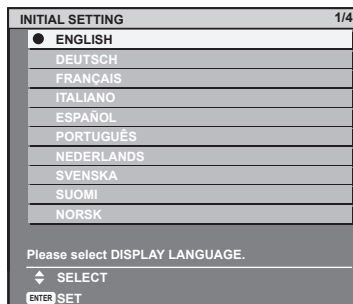 INITIAL SETTING 1/4
ENGLISH
DEUTSCH
FRANÇAIS
ITALIANO
ESPAÑOL
PORTUGUÊS
NEDERLANDS
SVENSKA
SUOMI
NORSK
Please select DISPLAY LANGUAGE.
SELECT
ENTER SET